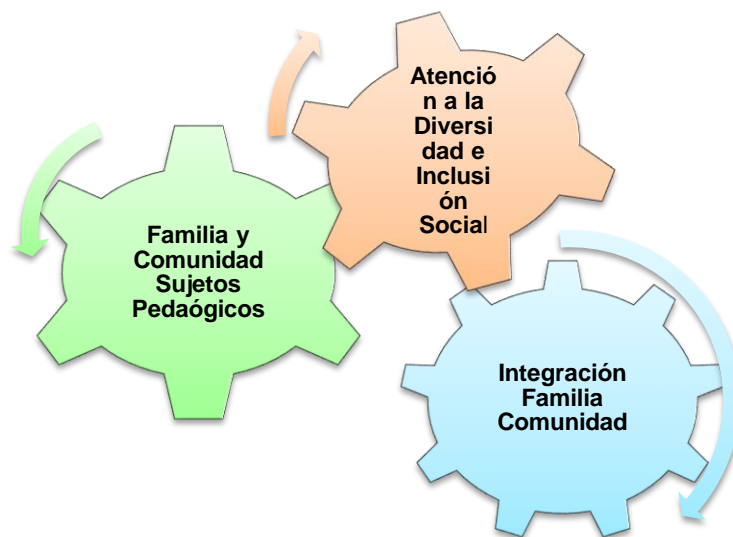 Atenció
n a la
Diversi
dad e
Inclusi
ón
Social
Familia y
Comunidad
Sujetos
Pedaógicos
Integración
Familia
Comunidad